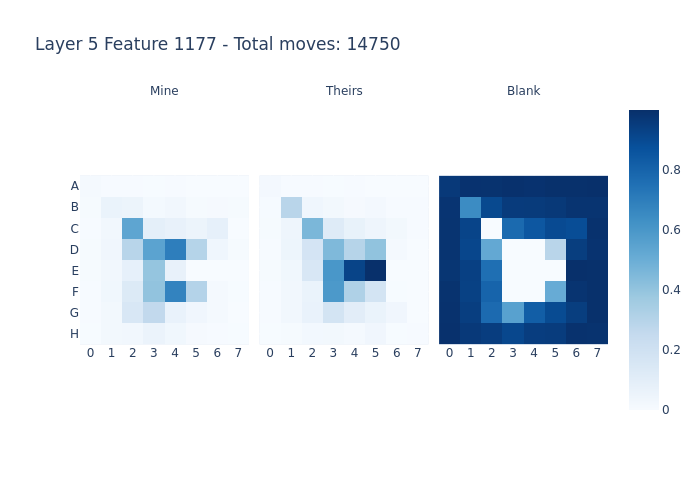 Layer 5 Feature 1177 - Total moves: 14750
Mine Theirs Blank
A
B
C
D
E
F
G
H
0 1 2 3 4 5 6 7 0 1 2 3 4 5 6 7 0 1 2 3 4 5 6 7
0.8
0.6
0.4
0.2
0